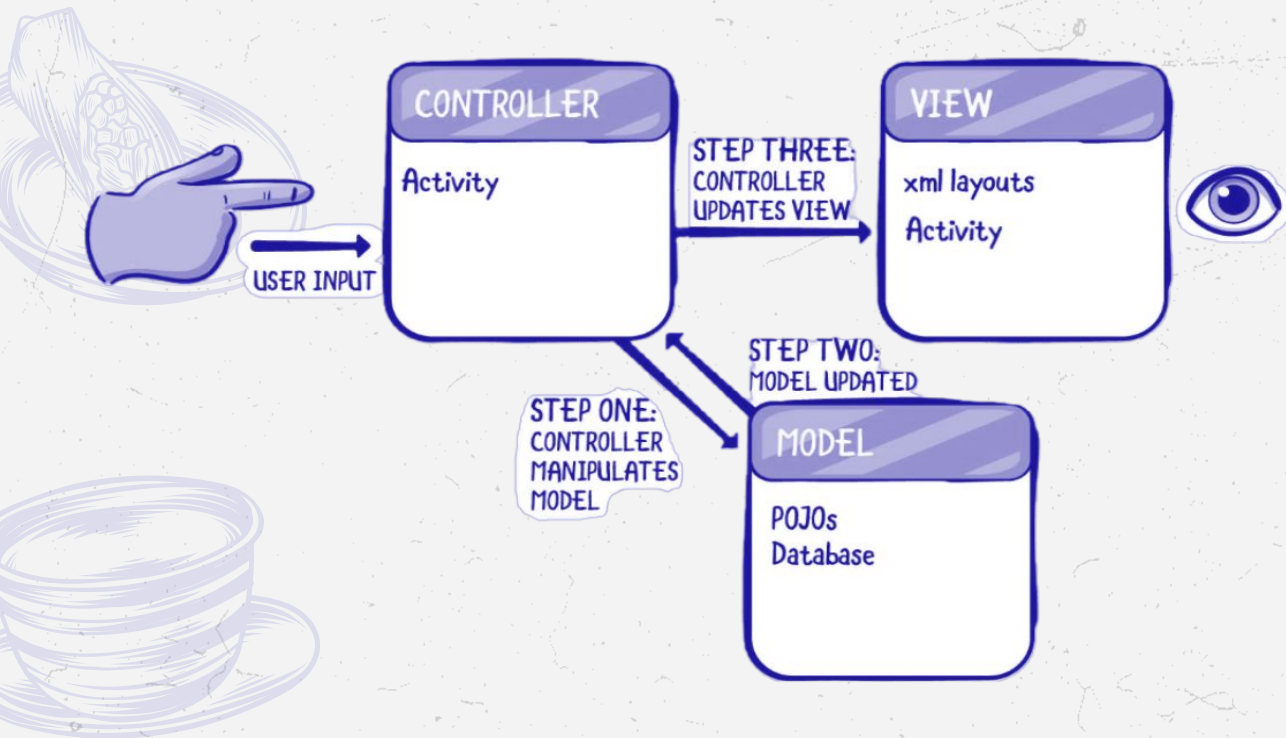 CONTROLLER
Activity
USER INPUT
STEP THREE:
CONTROLLER
UPDATES VIEW
VIEW
xml layouts
Activity
STEP ONE:
CONTROLLER
MANIPULATES
MODEL
STEP TWO:
MODEL UPDATED
MODEL
POJOs
Database